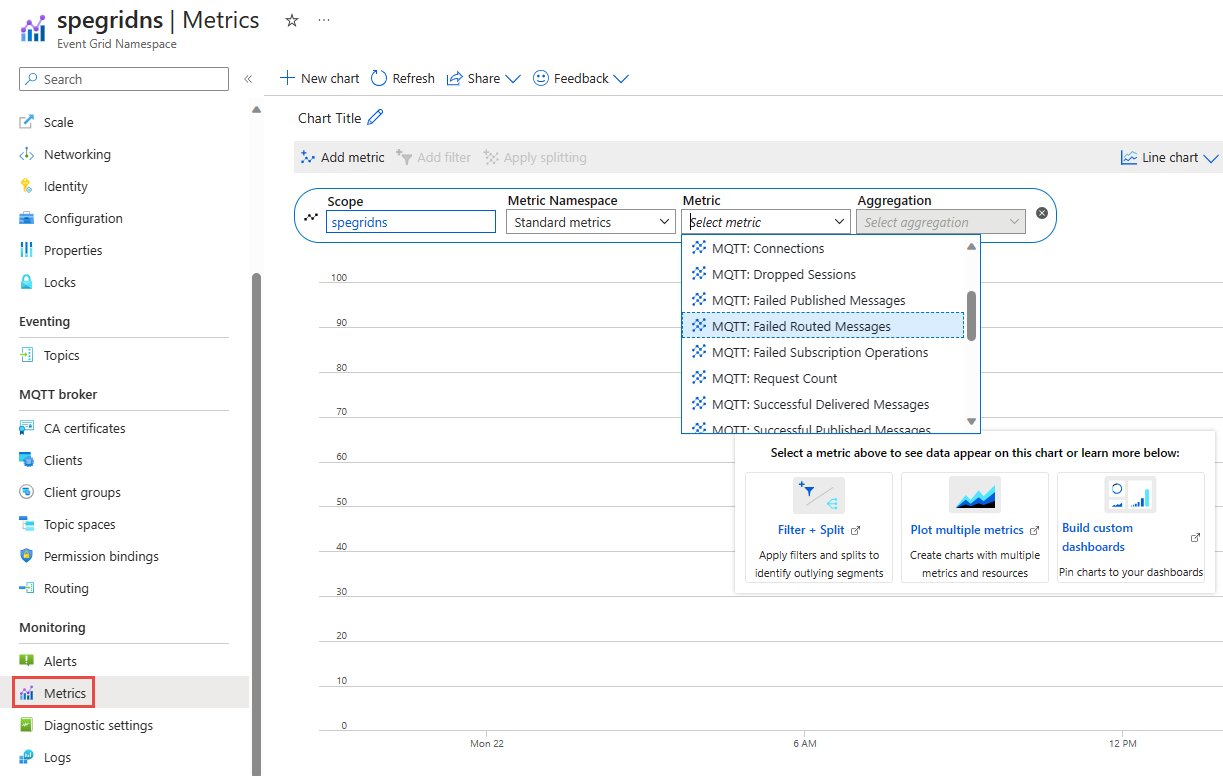 spegridns | Metrics
Event Grid Namespace
Search
Scale
Networking
Identity
Configuration
Properties
Locks
Eventing
Topics
MQTT broker
CA certificates
Clients
Client groups
Topic spaces
Permission bindings
Routing
Monitoring
Alerts
Metrics
Diagnostic settings
Logs
New chart
Refresh
Share
Feedback
Chart Title
Add metric
Add filter
Apply splitting
Line chart
Scope
spegridns
Metric Namespace
Standard metrics
Metric
Select metric
Aggregation
Select aggregation
MQTT: Connections
MQTT: Dropped Sessions
MQTT: Failed Published Messages
MQTT: Failed Routed Messages
MQTT: Failed Subscription Operations
MQTT: Request Count
MQTT: Successful Delivered Messages
MQTT: Successful Published Messages
100
90
80
70
60
50
40
30
20
10
0
Mon 22
6 AM
12 PM
Select a metric above to see data appear on this chart or learn more below:
Filter + Split
Apply filters and splits to
identify outlying segments
Plot multiple metrics
Create charts with multiple
metrics and resources
Build custom
dashboards
Pin charts to your dashboards